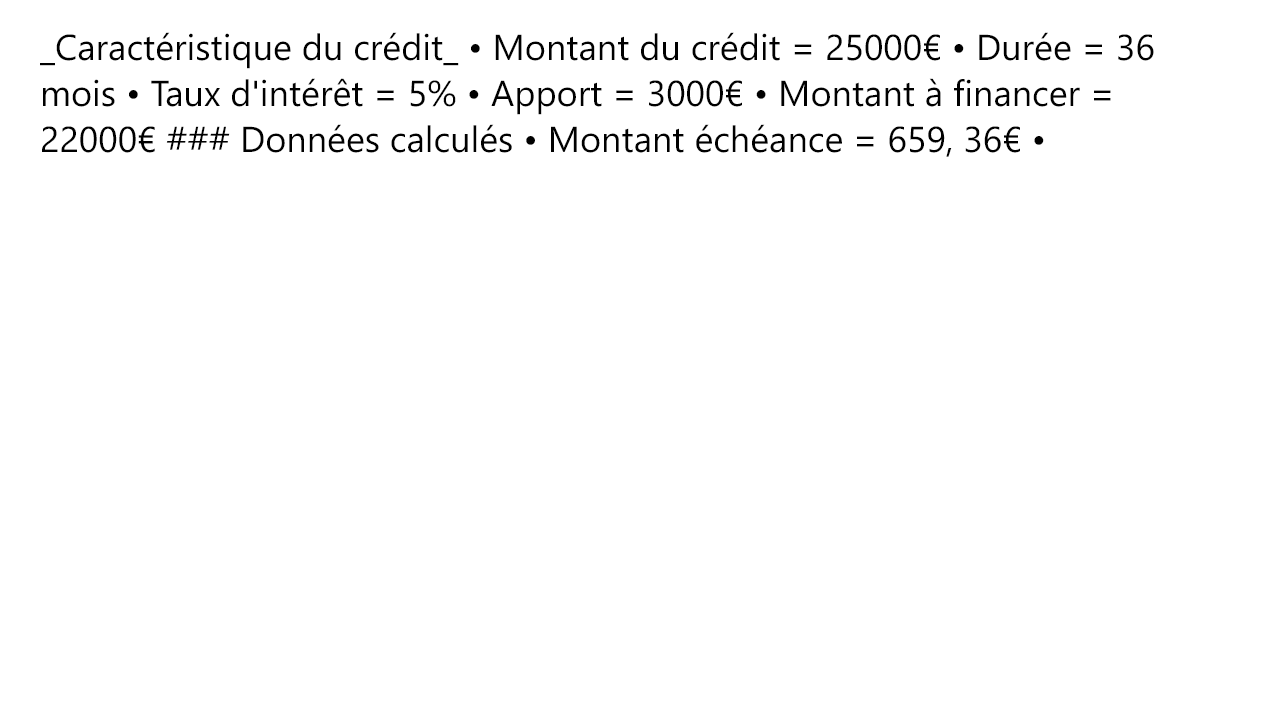 _Caractéristique du crédit_ • Montant du crédit = 25000€ • Durée = 36
mois • Taux d'intérêt = 5% • Apport = 3000€ • Montant à financer =
22000€ ### Données calculés • Montant échéance = 659, 36€ •